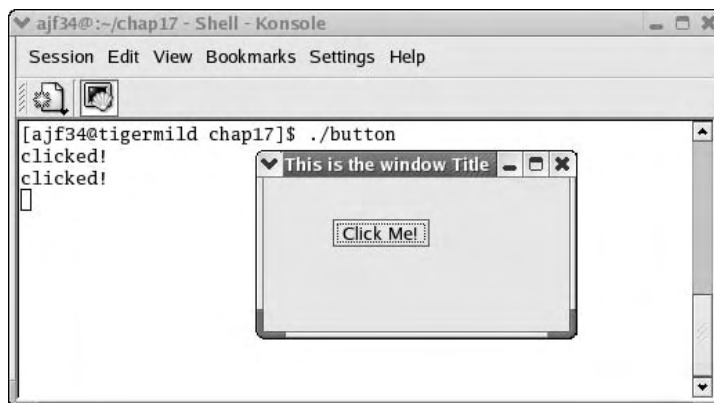 ajf34@:~/chap17 - Shell - Konsole
Session Edit View Bookmarks Settings Help
[ajf34@tigermild chap17]$ ./button
clicked!
clicked!
This is the window Title
Click Me!